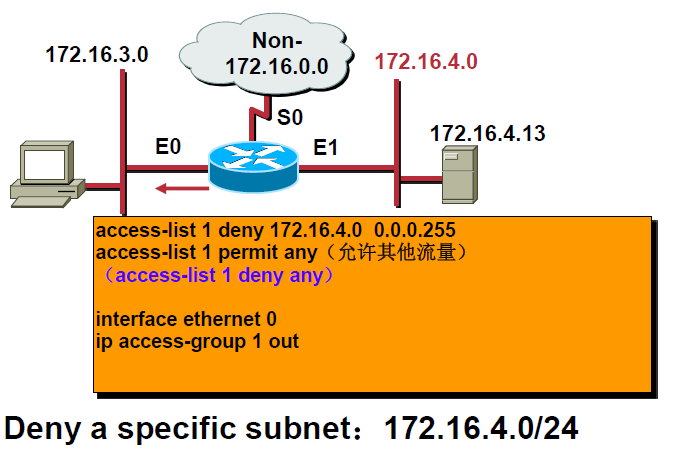 Non-
172.16.0.0
172.16.3.0
172.16.4.0
S0
172.16.4.13
E0
E1
access-list 1 deny 172.16.4.0  0.0.0.255
access-list 1 permit any（允许其他流量）
（access-list 1 deny any）
interface ethernet 0
ip access-group 1 out
Deny a specific subnet：172.16.4.0/24